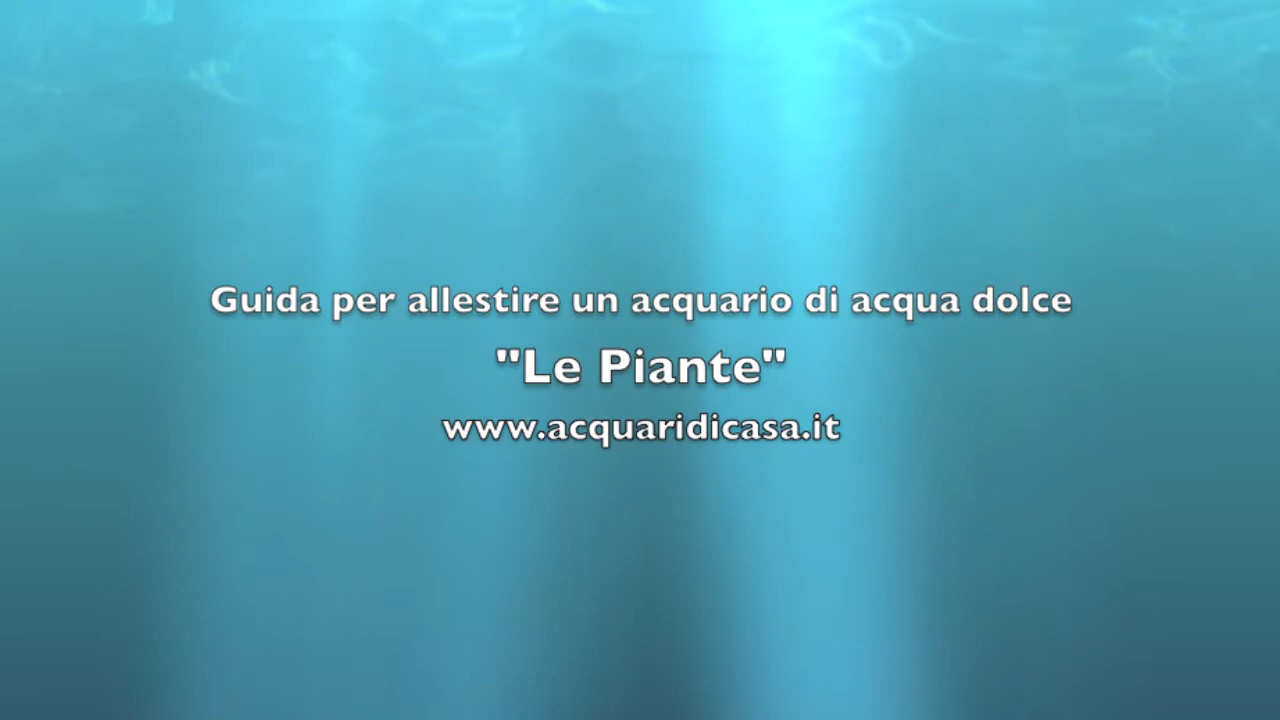 Guida per allestire un acquario di acqua dolce
"Le Piante"
www.acquaridicasa.it